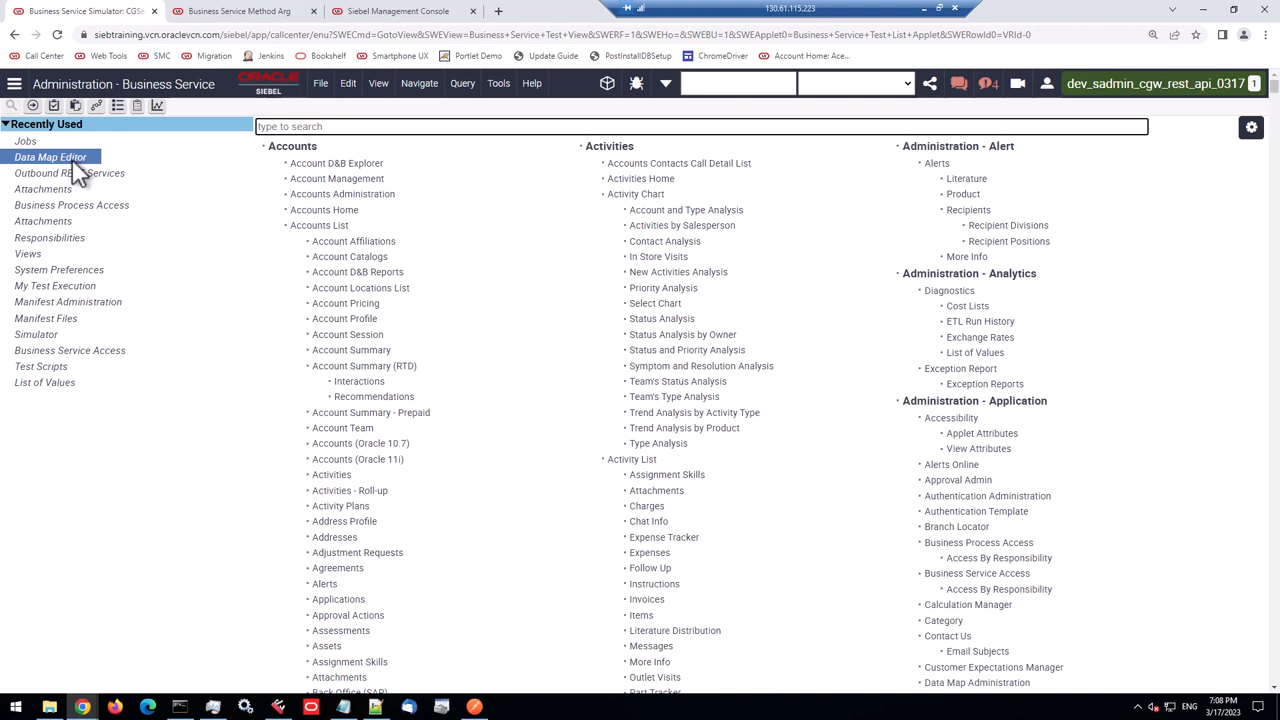 130.61.115.223
Business Service Simulator: CGSe
Business Service Method Arg
Siebel Management Console
siebtraining.vcn.oraclevcn.com/siebel/app/callcenter/enu?SWECmd=GotoView&SWEView=Business+Service+Test+View&SWERF=1&SWEHo=&SWEBU=1&SWEApplet0=Business+Service+Test+List+Applet&SWERowId0=VRId-0
Call Center
Web Tools
SMC
Migration
Jenkins
Bookshelf
Smartphone UX
Portlet Demo
Update Guide
PostInstallDBSetup
ChromeDriver
Account Home: Ace...
Administration - Business Service
ORACLE
SIEBEL
File
Edit
View
Navigate
Query
Tools
Help
4
dev_sadmin_cgw_rest_api_0317 1
Recently Used
Jobs
Data Map Editor
Outbound RE Services
Attachments
Business Process Access
Attachments
Responsibilities
Views
System Preferences
My Test Execution
Manifest Administration
Manifest Files
Simulator
Business Service Access
Test Scripts
List of Values
type to search
Accounts
Account D&B Explorer
Account Management
Accounts Administration
Accounts Home
Accounts List
Account Affiliations
Account Catalogs
Account D&B Reports
Account Locations List
Account Pricing
Account Profile
Account Session
Account Summary
Account Summary (RTD)
Interactions
Recommendations
Account Summary - Prepaid
Account Team
Accounts (Oracle 10.7)
Accounts (Oracle 11i)
Activities
Activities - Roll-up
Activity Plans
Address Profile
Addresses
Adjustment Requests
Agreements
Alerts
Applications
Approval Actions
Assessments
Assets
Assignment Skills
Attachments
Back Office (SAP)
Activities
Accounts Contacts Call Detail List
Activities Home
Activity Chart
Account and Type Analysis
Activities by Salesperson
Contact Analysis
In Store Visits
New Activities Analysis
Priority Analysis
Select Chart
Status Analysis
Status Analysis by Owner
Status and Priority Analysis
Symptom and Resolution Analysis
Team's Status Analysis
Team's Type Analysis
Trend Analysis by Activity Type
Trend Analysis by Product
Type Analysis
Activity List
Assignment Skills
Attachments
Charges
Chat Info
Expense Tracker
Expenses
Follow Up
Instructions
Invoices
Items
Literature Distribution
Messages
More Info
Outlet Visits
Part Tracker
Administration - Alert
Alerts
Literature
Product
Recipients
Recipient Divisions
Recipient Positions
More Info
Administration - Analytics
Diagnostics
Cost Lists
ETL Run History
Exchange Rates
List of Values
Exception Report
Exception Reports
Administration - Application
Accessibility
Applet Attributes
View Attributes
Alerts Online
Approval Admin
Authentication Administration
Authentication Template
Branch Locator
Business Process Access
Access By Responsibility
Business Service Access
Access By Responsibility
Calculation Manager
Category
Contact Us
Email Subjects
Customer Expectations Manager
Data Map Administration
7:08 PM
3/17/2023